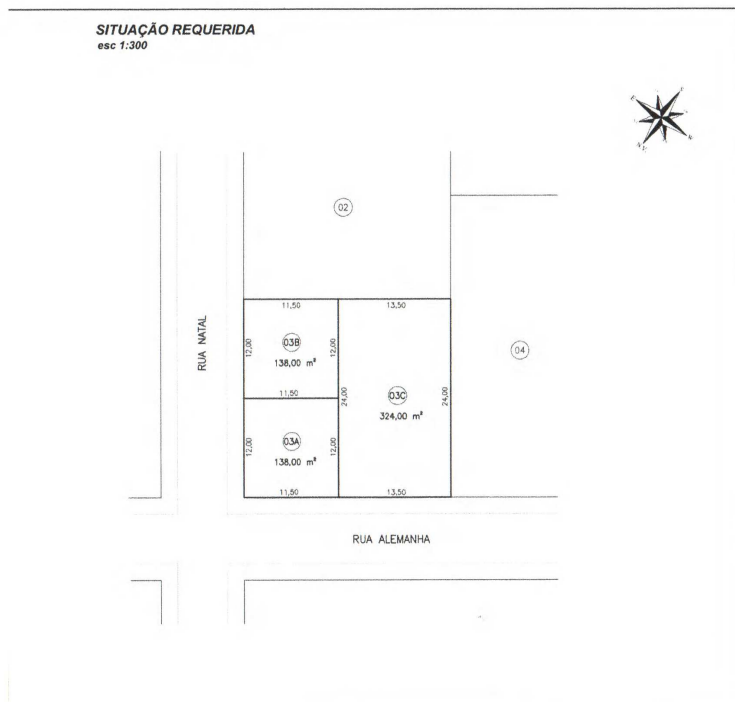 SITUAÇÃO REQUERIDA
esc 1:300
02
11,50
13,50
RUA NATAL
12,00
03B
12,00
138,00 m²
04
11,50
24,00
03C
24,00
324,00 m²
12,00
03A
12,00
138,00 m²
11,50
13,50
RUA ALEMANHA